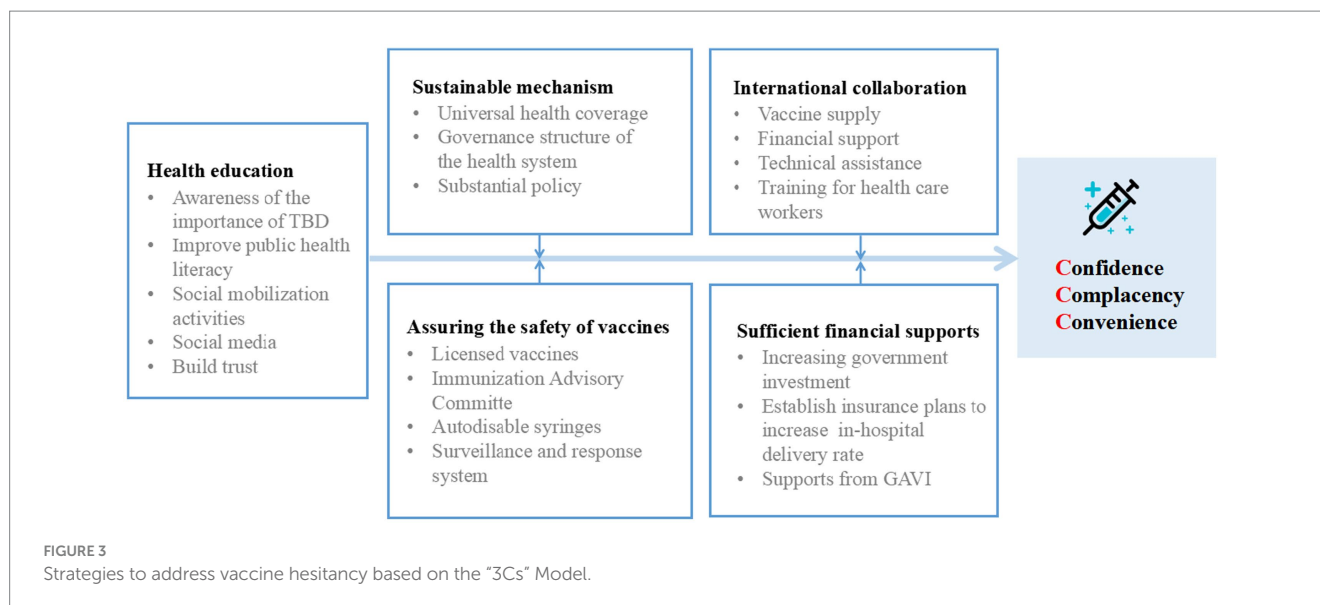 Health education
• Awareness of the
importance of TBD
• Improve public health
literacy
• Social mobilization
activities
• Social media
• Build trust
Sustainable mechanism
• Universal health coverage
• Governance structure of
the health system
• Substantial policy
Assuring the safety of vaccines
• Licensed vaccines
• Immunization Advisory
Committe
• Autodisable syringes
• Surveillance and response
system
International collaboration
• Vaccine supply
• Financial support
• Technical assistance
• Training for health care
workers
Sufficient financial supports
• Increasing government
investment
• Establish insurance plans to
increase in-hospital
delivery rate
• Supports from GAVI
Confidence
Complacency
Convenience
FIGURE 3
Strategies to address vaccine hesitancy based on the “3Cs” Model.